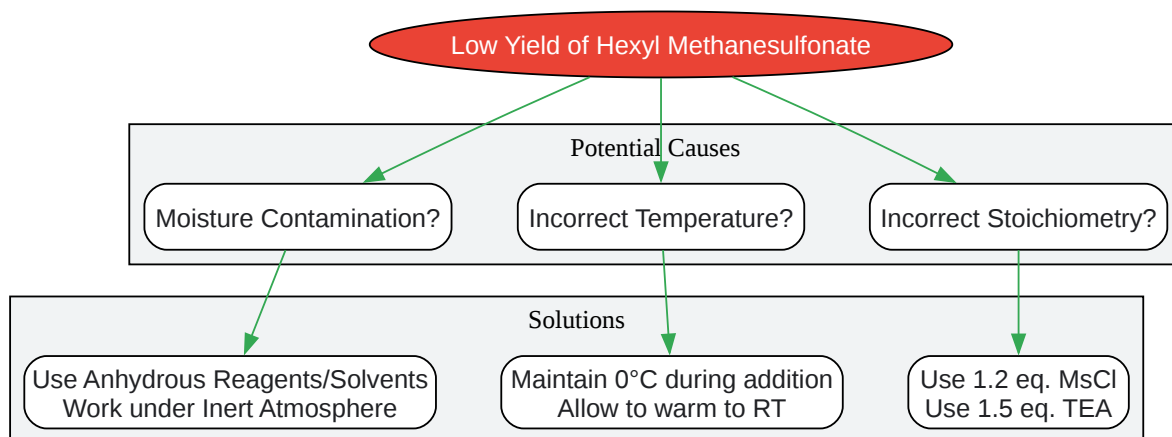 Low Yield of Hexyl Methanesulfonate
Potential Causes
Moisture Contamination?
Incorrect Temperature?
Incorrect Stoichiometry?
Solutions
Use Anhydrous Reagents/Solvents
Work under Inert Atmosphere
Maintain 0°C during addition
Allow to warm to RT
Use 1.2 eq. MsCl
Use 1.5 eq. TEA